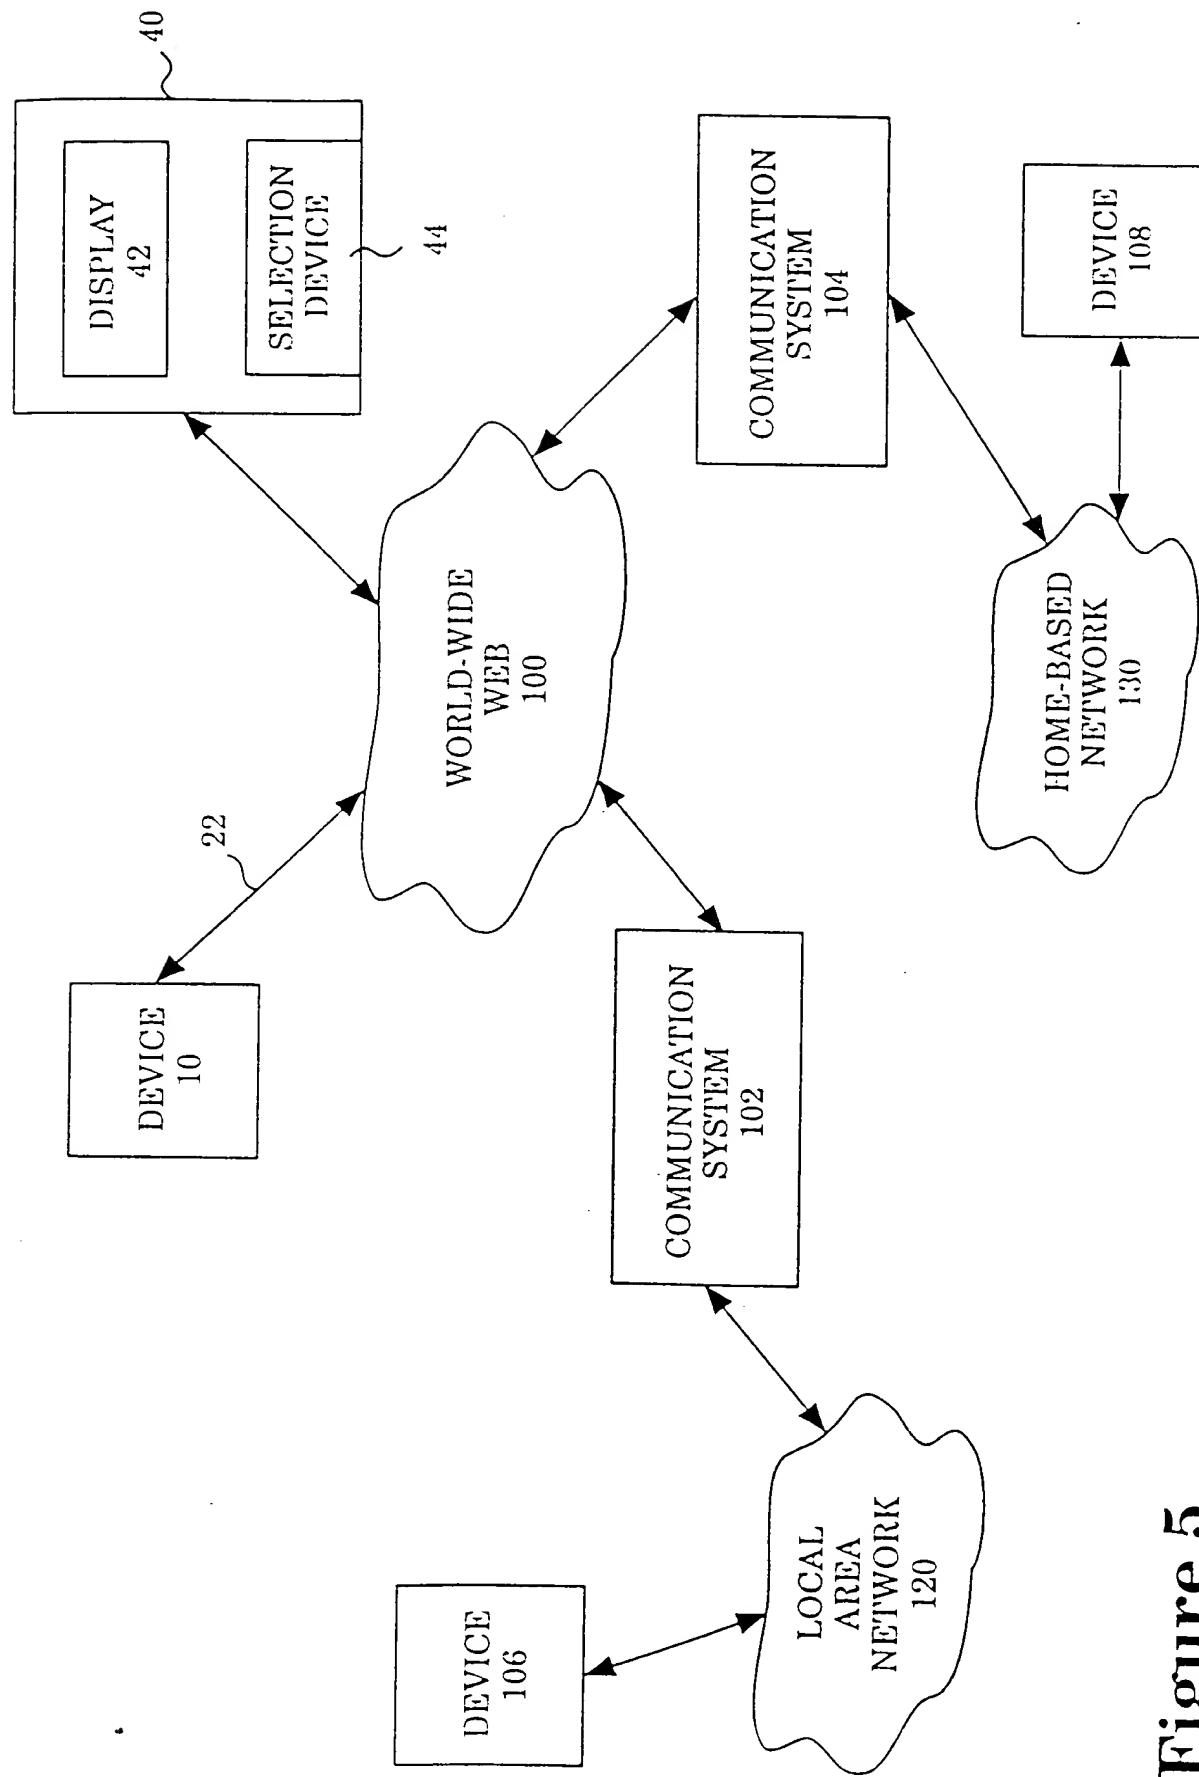 DEVICE
10
22
DISPLAY
42
SELECTION
DEVICE
40
44
WORLD-WIDE
WEB
100
DEVICE
106
COMMUNICATION
SYSTEM
102
COMMUNICATION
SYSTEM
104
LOCAL
AREA
NETWORK
120
HOME-BASED
NETWORK
130
DEVICE
108
Figure 5